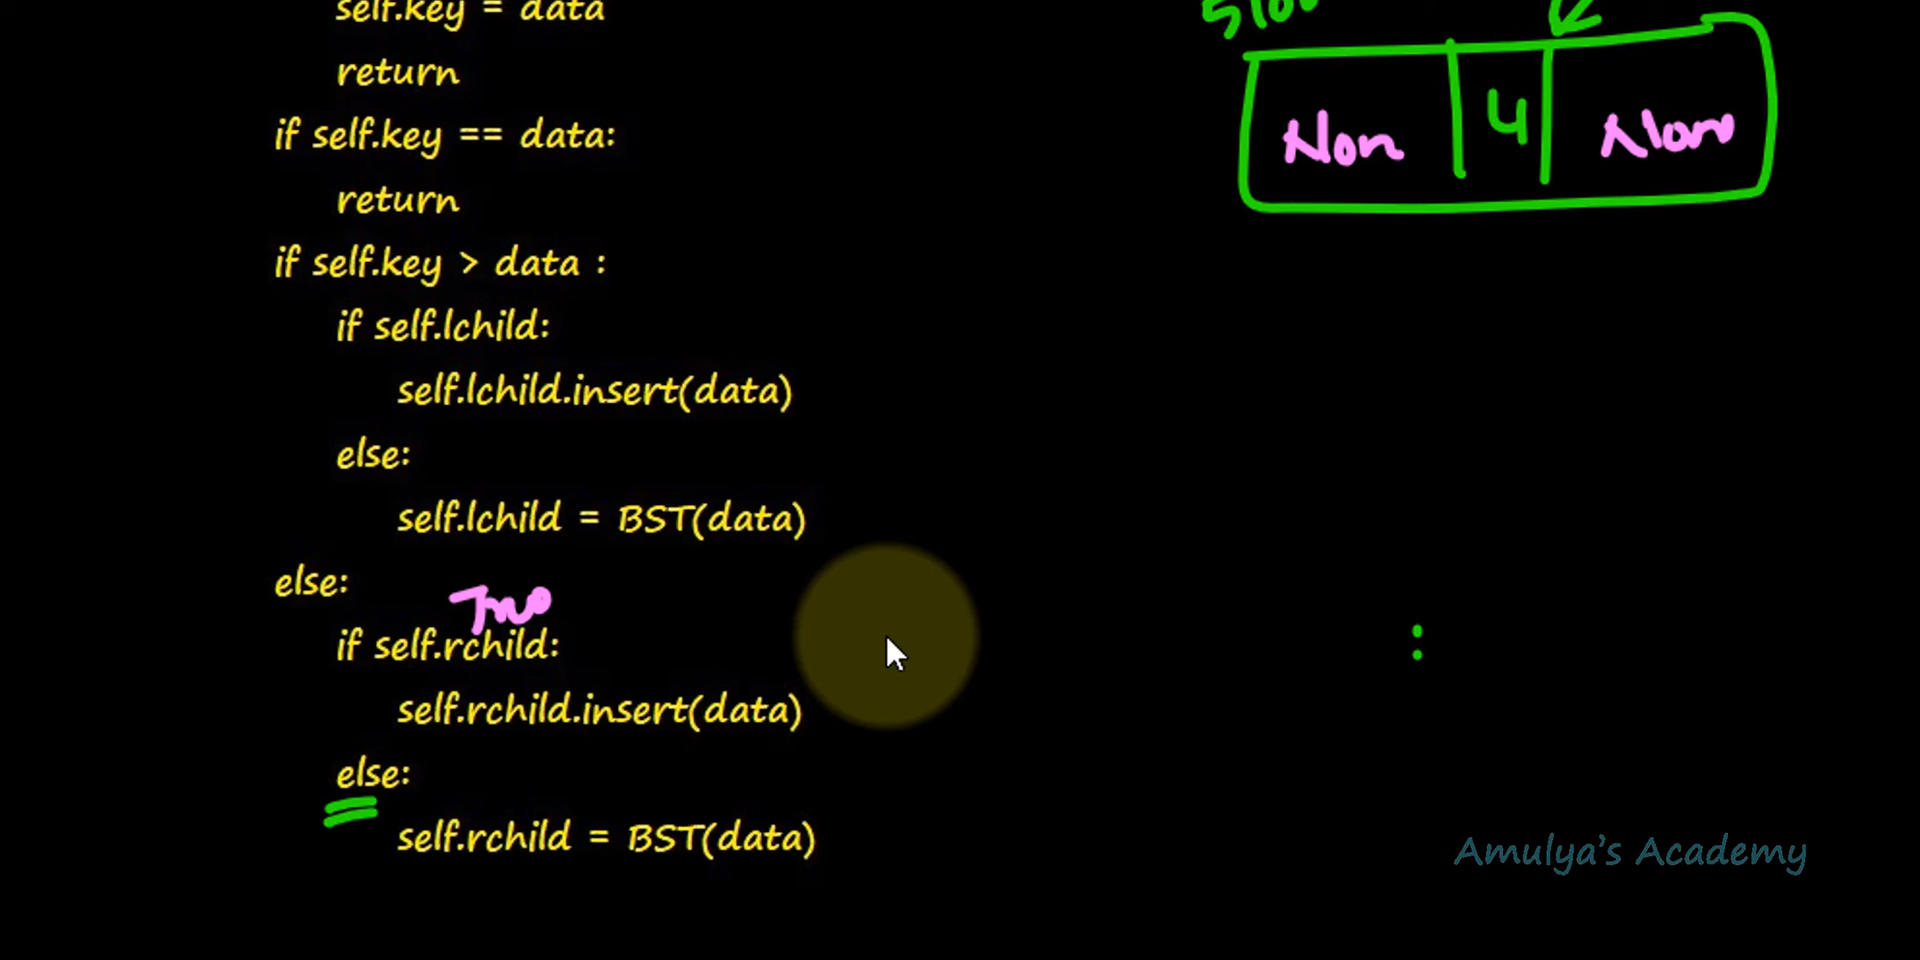 self.key = data
return
if self.key == data:
return
if self.key > data :
if self.lchild:
self.lchild.insert(data)
else:
self.lchild = BST(data)
else:
True
if self.rchild:
self.rchild.insert(data)
else:
self.rchild = BST(data)
Non 4 Non
:
Amulya's Academy